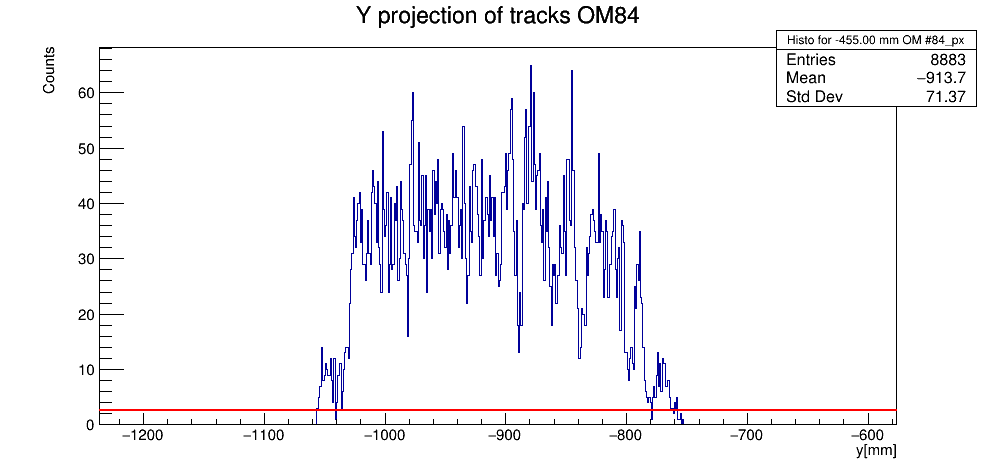 Y projection of tracks OM84
Histo for -455.00 mm OM #84_px
Entries 8883
Mean −913.7
Std Dev 71.37
Counts
60
50
40
30
20
10
0
−1200 −1100 −1000 −900 −800 −700 −600
y[mm]